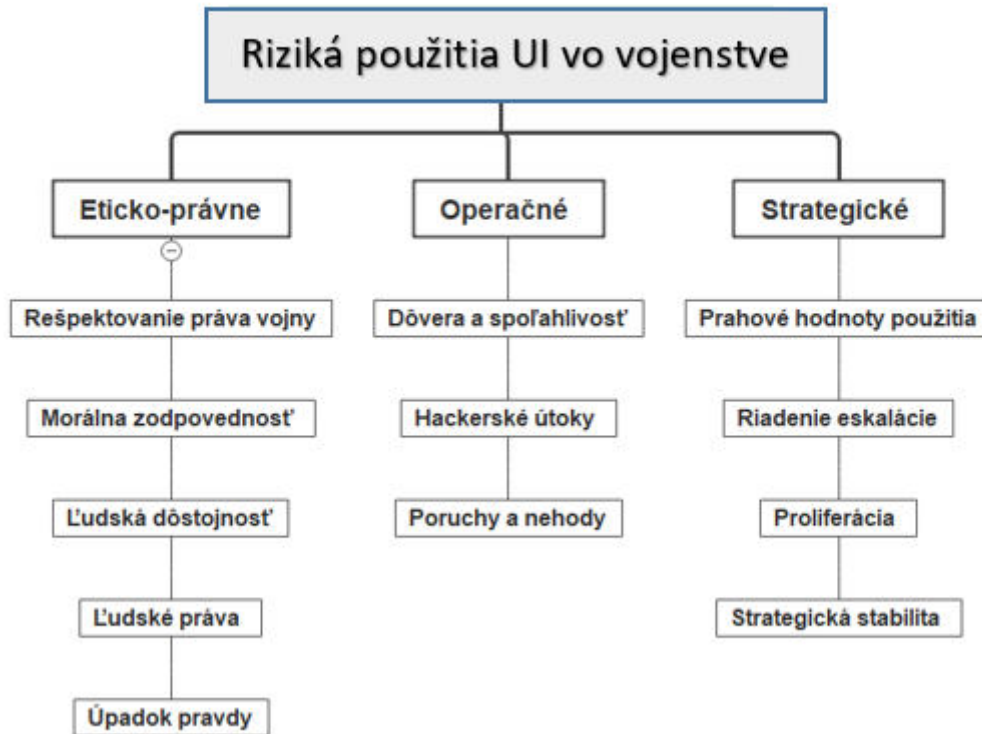 Riziká použitia UI vo vojenstve
Eticko-právne
Operačné
Strategické
Rešpektovanie práva vojny
Dôvera a spoľahlivosť
Prahové hodnoty použitia
Morálna zodpovednosť
Hackerské útoky
Riadenie eskalácie
Ľudská dôstojnosť
Poruchy a nehody
Proliferácia
Ľudské práva
Strategická stabilita
Úpadok pravdy